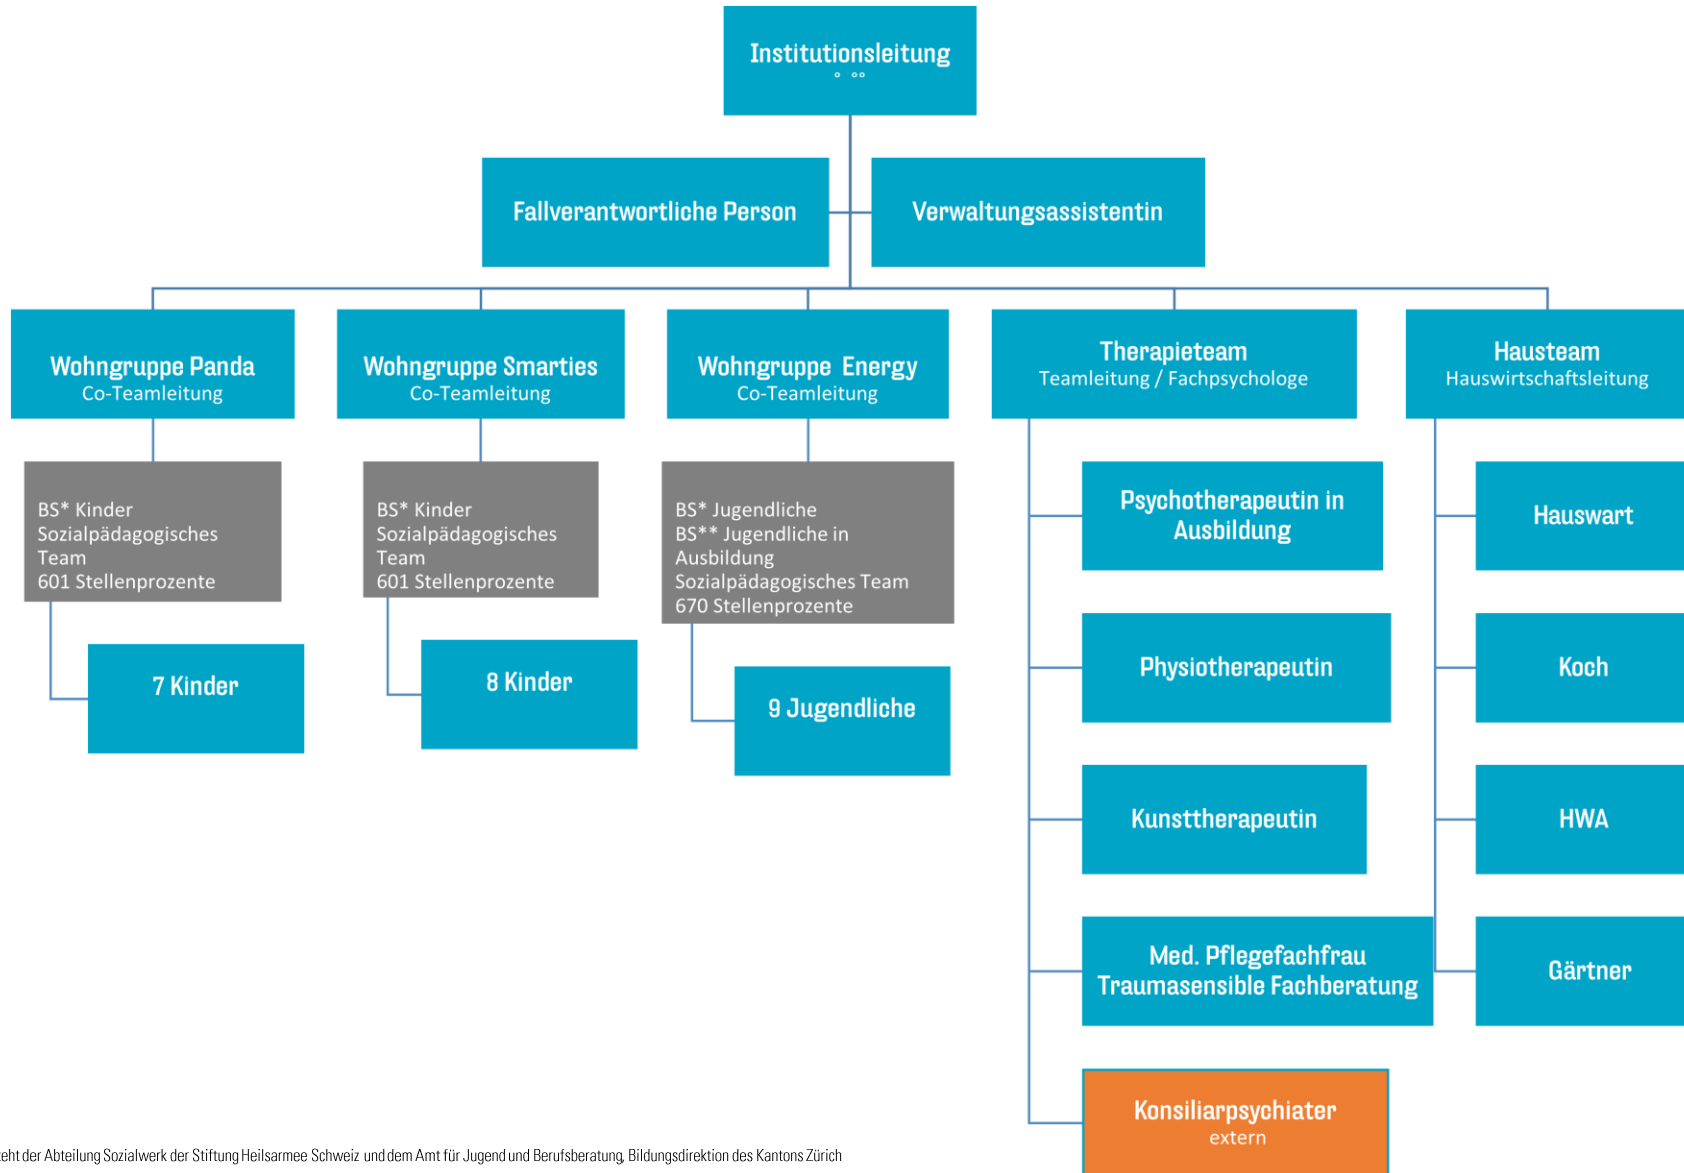 Institutionsleitung
° °°
Fallverantwortliche Person
Verwaltungsassistentin
Wohngruppe Panda
Co-Teamleitung
Wohngruppe Smarties
Co-Teamleitung
Wohngruppe Energy
Co-Teamleitung
Therapieteam
Teamleitung / Fachpsychologe
Hausteam
Hauswirtschaftsleitung
BS* Kinder
Sozialpädagogisches
Team
601 Stellenprozente
BS* Kinder
Sozialpädagogisches
Team
601 Stellenprozente
BS* Jugendliche
BS** Jugendliche in
Ausbildung
Sozialpädagogisches Team
670 Stellenprozente
7 Kinder
8 Kinder
9 Jugendliche
Psychotherapeutin in
Ausbildung
Physiotherapeutin
Kunsttherapeutin
Med. Pflegefachfrau
Traumasensible Fachberatung
Konsiliarpsychiater
extern
Hauswart
Koch
HWA
Gärtner
der Abteilung Sozialwerk der Stiftung Heilsarmee Schweiz und dem Amt für Jugend und Berufsberatung, Bildungsdirektion des Kantons Zürich